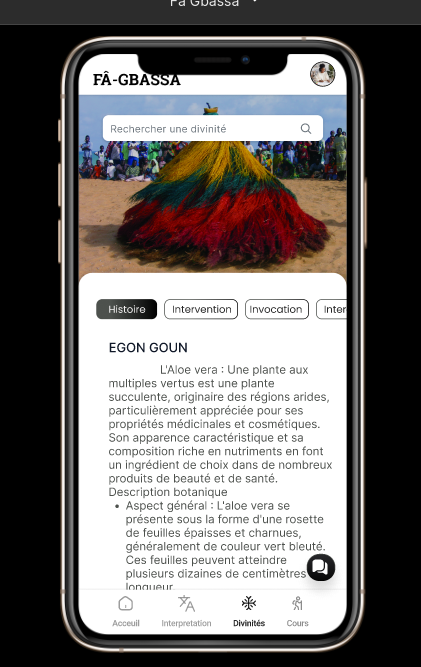 Fa Gbassa
FÂ-GBASSA
Rechercher une divinité
Histoire
Intervention
Invocation
Inter
EGON GOUN
L'Aloe vera : Une plante aux
multiples vertus est une plante
succulente, originaire des régions arides,
particulièrement appréciée pour ses
propriétés médicinales et cosmétiques.
Son apparence caractéristique et sa
composition riche en nutriments en font
un ingrédient de choix dans de nombreux
produits de beauté et de santé.
Description botanique
• Aspect général : L'aloe vera se
présente sous la forme d'une rosette
de feuilles épaisses et charnues,
généralement de couleur vert bleuté.
Ces feuilles peuvent atteindre
plusieurs dizaines de centimètres
longueur
Acceuil
Interpretation
Divinités
Cours